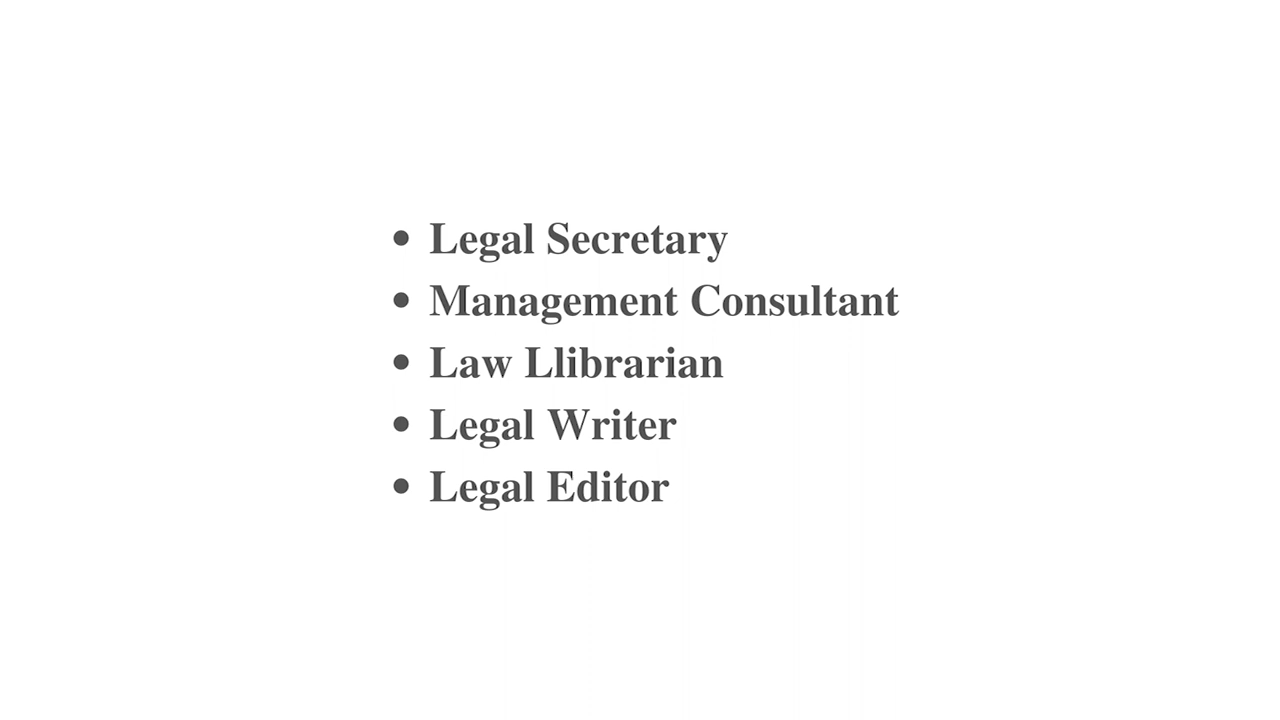 • Legal Secretary
• Management Consultant
• Law Llibrarian
• Legal Writer
• Legal Editor